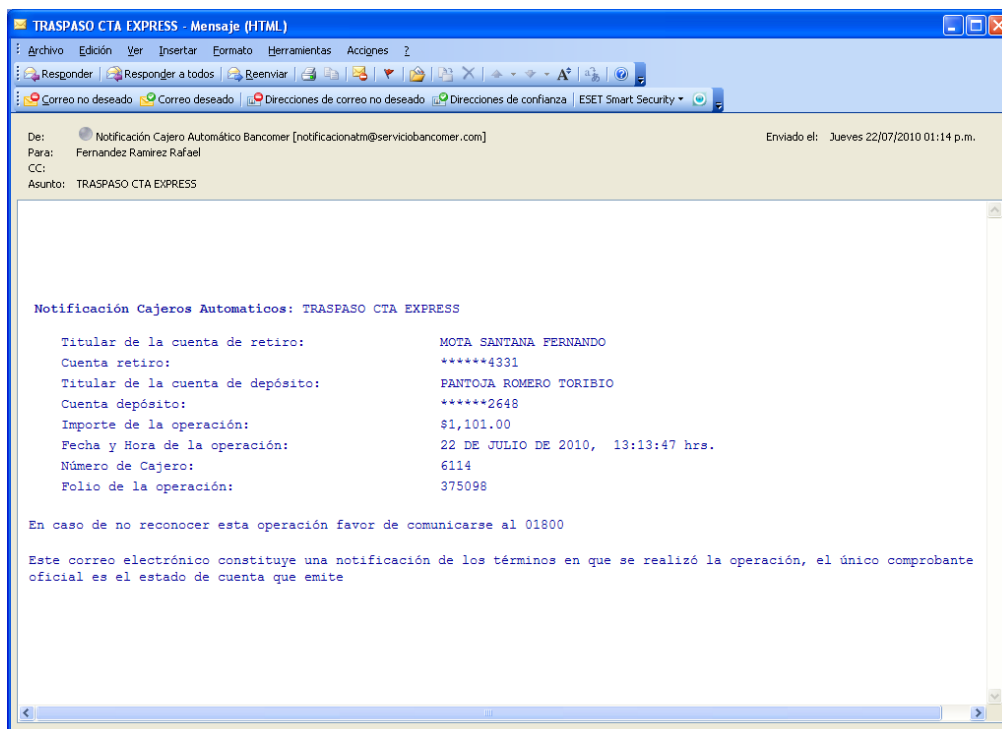 TRASPASO CTA EXPRESS - Mensaje (HTML)
Archivo Edición Ver Insertar Formato Herramientas Acciones ?
Responder Responder a todos Reenviar
Correo no deseado Correo deseado Direcciones de correo no deseado Direcciones de confianza ESET Smart Security
De: Notificación Cajero Automático Bancomer [notificacionatm@serviciobancomer.com] Enviado el: Jueves 22/07/2010 01:14 p.m.
Para: Fernandez Ramirez Rafael
CC:
Asunto: TRASPASO CTA EXPRESS
Notificación Cajeros Automaticos: TRASPASO CTA EXPRESS
Titular de la cuenta de retiro: MOTA SANTANA FERNANDO
Cuenta retiro: ******4331
Titular de la cuenta de depósito: PANTOJA ROMERO TORIBIO
Cuenta depósito: ******2648
Importe de la operación: $1,101.00
Fecha y Hora de la operación: 22 DE JULIO DE 2010, 13:13:47 hrs.
Número de Cajero: 6114
Folio de la operación: 375098
En caso de no reconocer esta operación favor de comunicarse al 01800
Este correo electrónico constituye una notificación de los términos en que se realizó la operación, el único comprobante
oficial es el estado de cuenta que emite